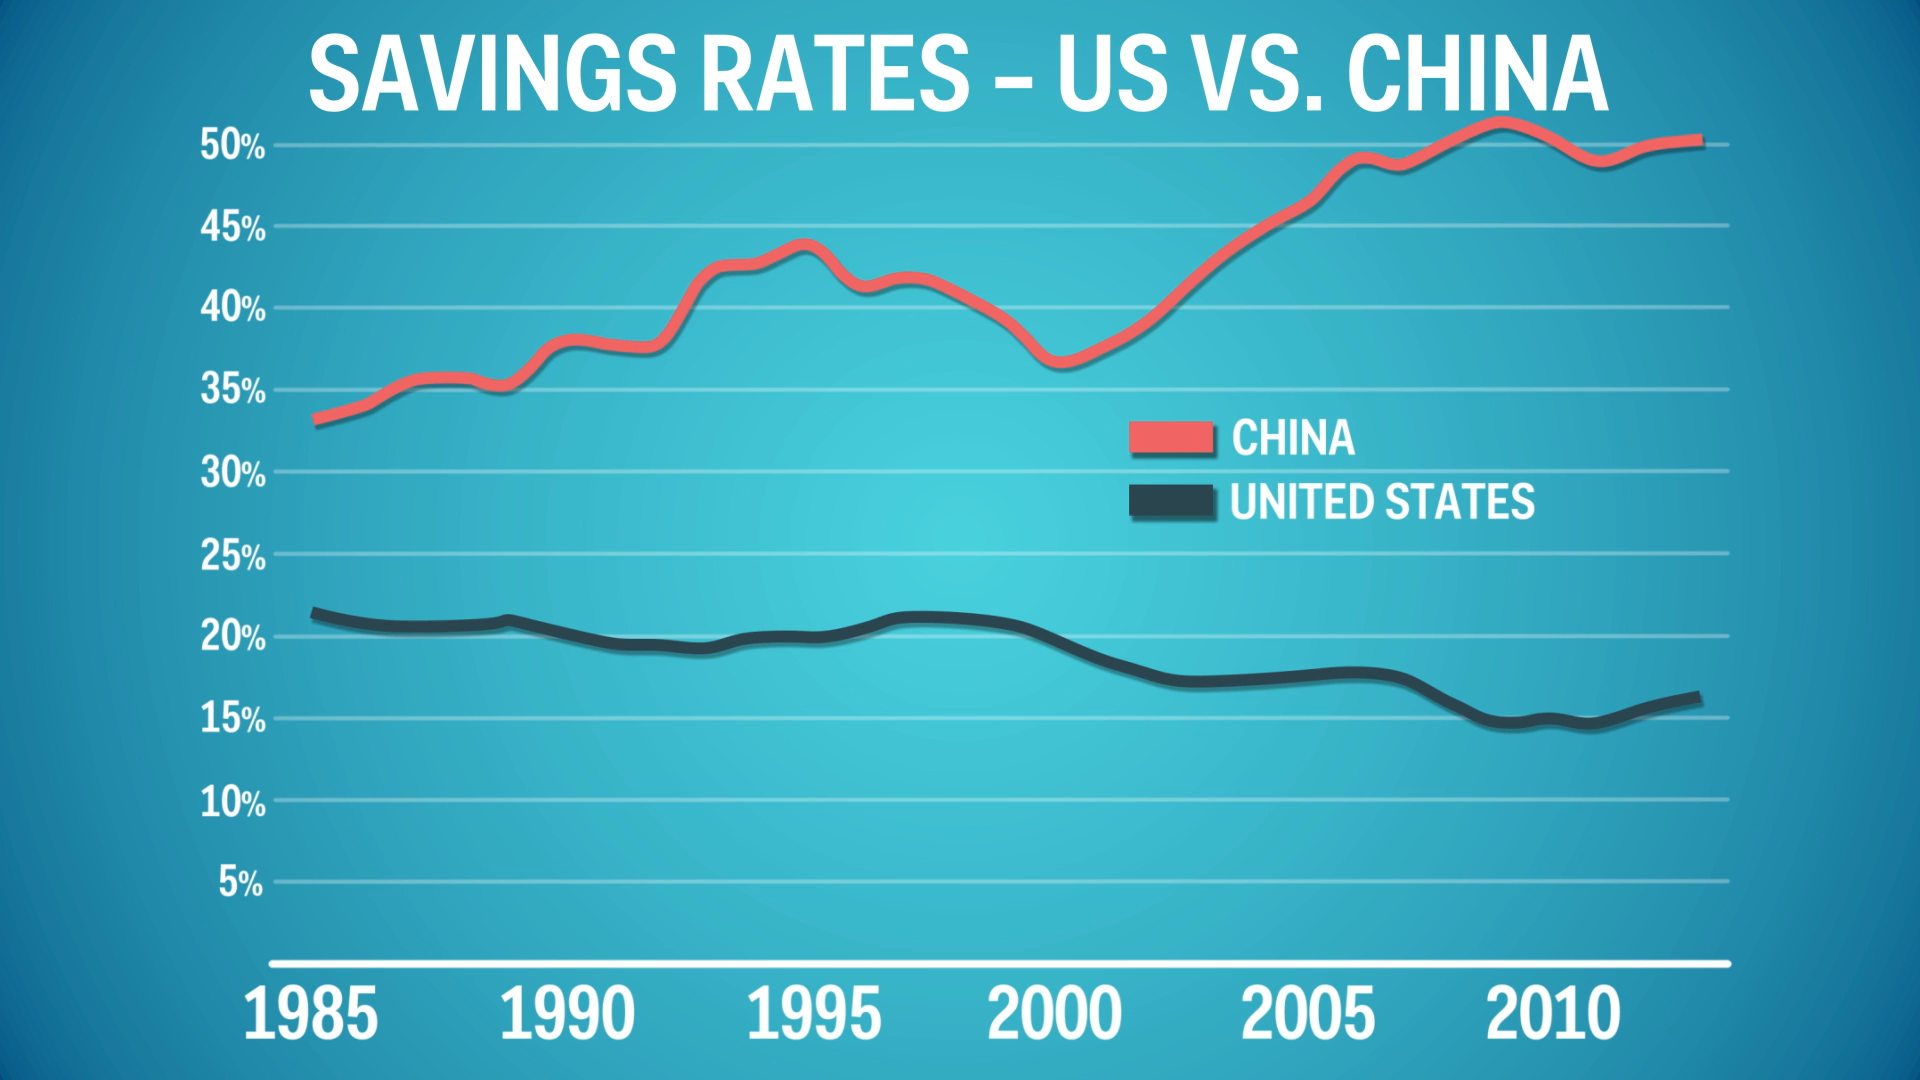 SAVINGS RATES – US VS. CHINA
50%
45%
40%
35%
30%
25%
20%
15%
10%
5%
CHINA
UNITED STATES
1985 1990 1995 2000 2005 2010